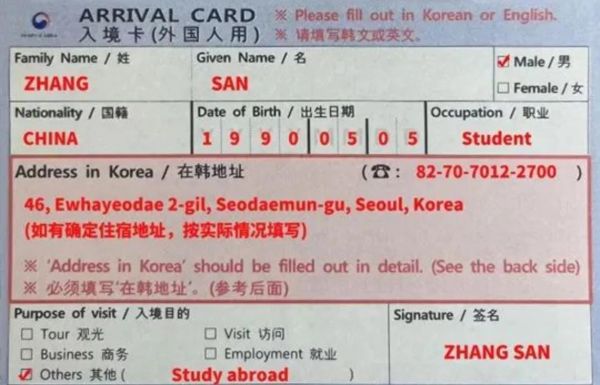 ARRIVAL CARD ※ Please fill out in Korean or English.
入境卡(外国人用) ※ 请填写韩文或英文。
Family Name / 姓
ZHANG
Given Name / 名
SAN
☑ Male / 男
☐ Female / 女
Nationality / 国籍
CHINA
Date of Birth / 出生日期
1 9 9 0 0 5 0 5
Occupation / 职业
Student
Address in Korea / 在韩地址 (☎: 82-70-7012-2700 )
46, Ewhayeodae 2-gil, Seodaemun-gu, Seoul, Korea
(如有确定住宿地址，按实际情况填写)
※ 'Address in Korea' should be filled out in detail. (See the back side)
※ 必须填写'在韩地址'。(参考后面)
Purpose of visit / 入境目的
☐ Tour 观光 ☐ Visit 访问
☐ Business 商务 ☐ Employment 就业
☑ Others 其他 ( Study abroad )
Signature / 签名
ZHANG SAN